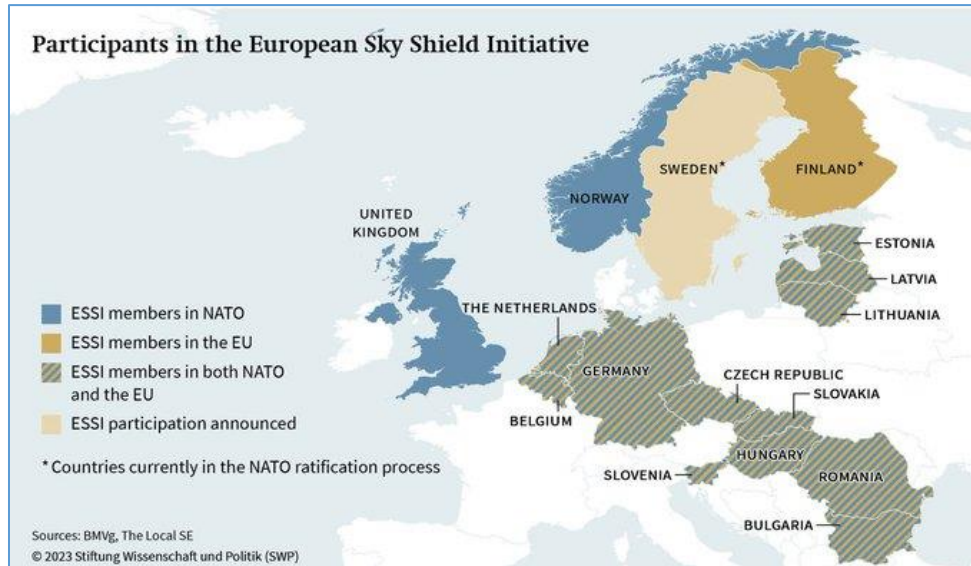 Participants in the European Sky Shield Initiative
SWEDEN*
FINLAND*
NORWAY
UNITED
KINGDOM
ESTONIA
LATVIA
LITHUANIA
THE NETHERLANDS
GERMANY
CZECH REPUBLIC
SLOVAKIA
BELGIUM
HUNGARY
SLOVENIA
ROMANIA
BULGARIA
ESSI members in NATO
ESSI members in the EU
ESSI members in both NATO
and the EU
ESSI participation announced
* Countries currently in the NATO ratification process
Sources: BMVg, The Local SE
© 2023 Stiftung Wissenschaft und Politik (SWP)